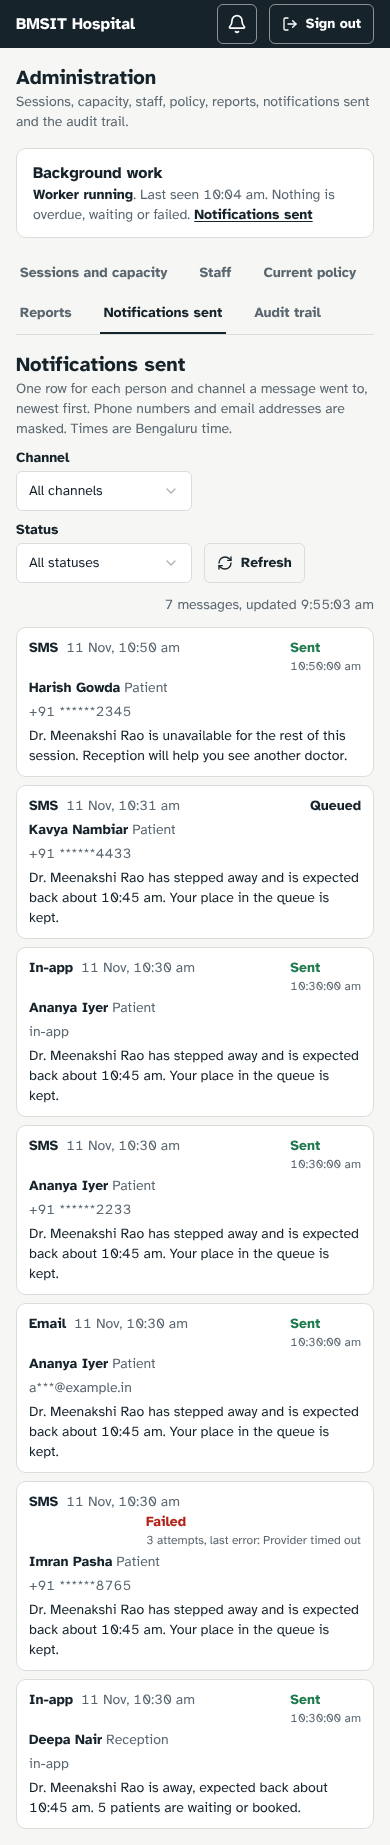 BMSIT Hospital
Sign out
Administration
Sessions, capacity, staff, policy, reports, notifications sent
and the audit trail.
Background work
Worker running. Last seen 10:04 am. Nothing is
overdue, waiting or failed. Notifications sent
Sessions and capacity Staff Current policy
Reports Notifications sent Audit trail
Notifications sent
One row for each person and channel a message went to,
newest first. Phone numbers and email addresses are
masked. Times are Bengaluru time.
Channel
All channels
Status
All statuses
Refresh
7 messages, updated 9:55:03 am
SMS 11 Nov, 10:50 am Sent
10:50:00 am
Harish Gowda Patient
+91 ******2345
Dr. Meenakshi Rao is unavailable for the rest of this
session. Reception will help you see another doctor.
SMS 11 Nov, 10:31 am Queued
Kavya Nambiar Patient
+91 ******4433
Dr. Meenakshi Rao has stepped away and is expected
back about 10:45 am. Your place in the queue is
kept.
In-app 11 Nov, 10:30 am Sent
10:30:00 am
Ananya Iyer Patient
in-app
Dr. Meenakshi Rao has stepped away and is expected
back about 10:45 am. Your place in the queue is
kept.
SMS 11 Nov, 10:30 am Sent
10:30:00 am
Ananya Iyer Patient
+91 ******2233
Dr. Meenakshi Rao has stepped away and is expected
back about 10:45 am. Your place in the queue is
kept.
Email 11 Nov, 10:30 am Sent
10:30:00 am
Ananya Iyer Patient
a***@example.in
Dr. Meenakshi Rao has stepped away and is expected
back about 10:45 am. Your place in the queue is
kept.
SMS 11 Nov, 10:30 am
Failed
3 attempts, last error: Provider timed out
Imran Pasha Patient
+91 ******8765
Dr. Meenakshi Rao has stepped away and is expected
back about 10:45 am. Your place in the queue is
kept.
In-app 11 Nov, 10:30 am Sent
10:30:00 am
Deepa Nair Reception
in-app
Dr. Meenakshi Rao is away, expected back about
10:45 am. 5 patients are waiting or booked.